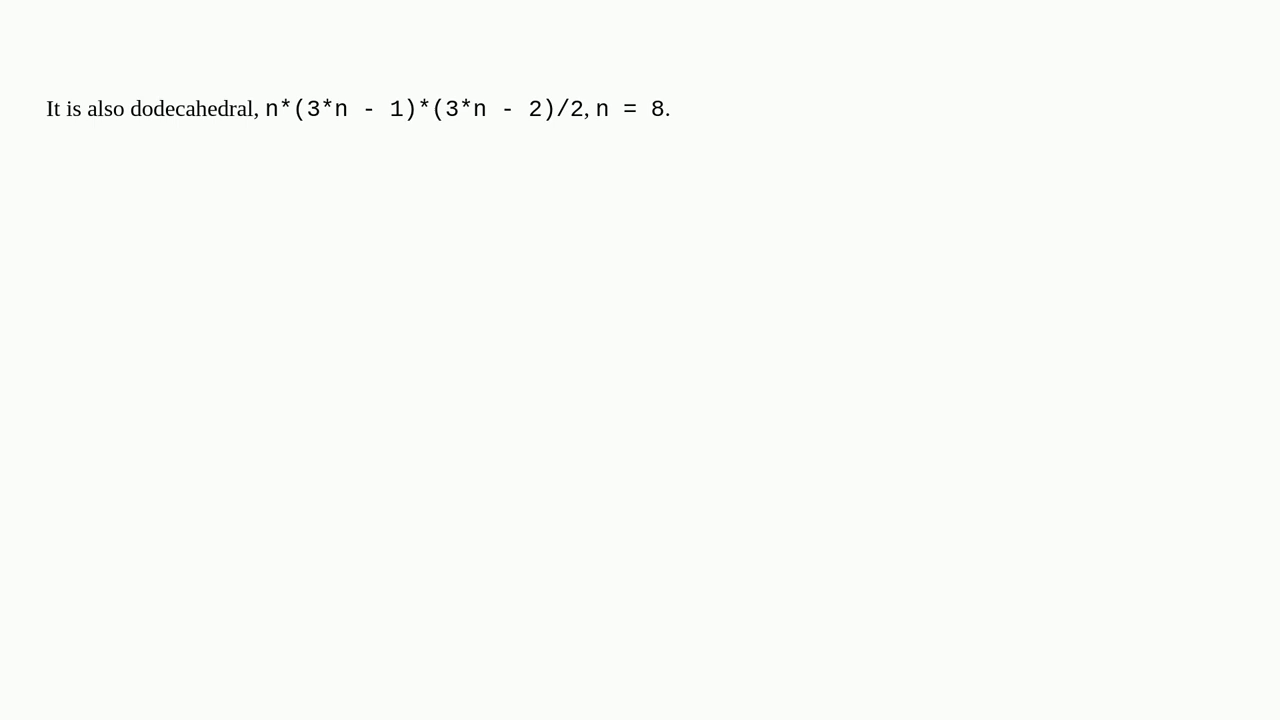 It is also dodecahedral, n*(3*n - 1)*(3*n - 2)/2, n = 8.